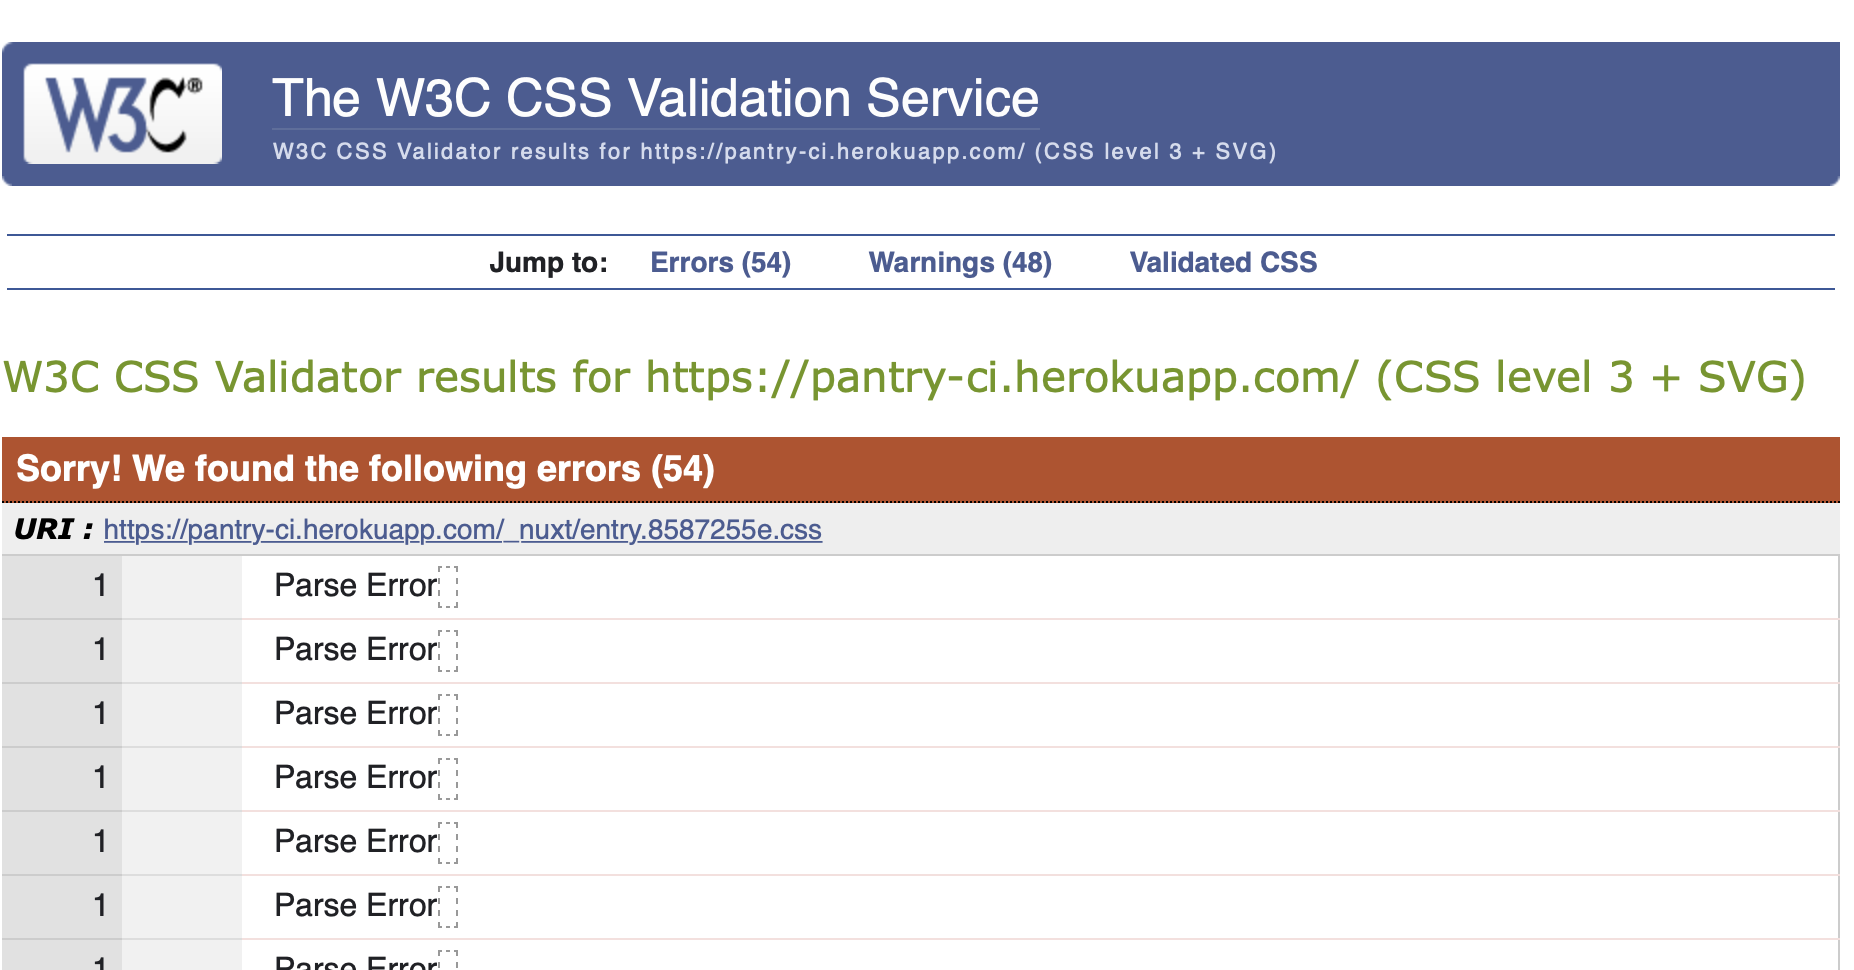 W3C®
The W3C CSS Validation Service
W3C CSS Validator results for https://pantry-ci.herokuapp.com/ (CSS level 3 + SVG)
Jump to: Errors (54) Warnings (48) Validated CSS
W3C CSS Validator results for https://pantry-ci.herokuapp.com/ (CSS level 3 + SVG)
Sorry! We found the following errors (54)
URI : https://pantry-ci.herokuapp.com/_nuxt/entry.8587255e.css
1 Parse Error
1 Parse Error
1 Parse Error
1 Parse Error
1 Parse Error
1 Parse Error
1 Parse Error